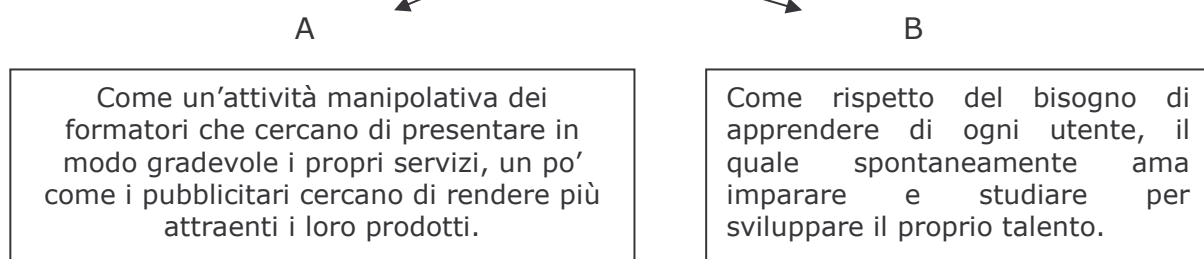 A
B
Come un’attività manipolativa dei
formatori che cercano di presentare in
modo gradevole i propri servizi, un po’
come i pubblicitari cercano di rendere più
attraenti i loro prodotti.
Come rispetto del bisogno di
apprendere di ogni utente, il
quale spontaneamente ama
imparare e studiare per
sviluppare il proprio talento.